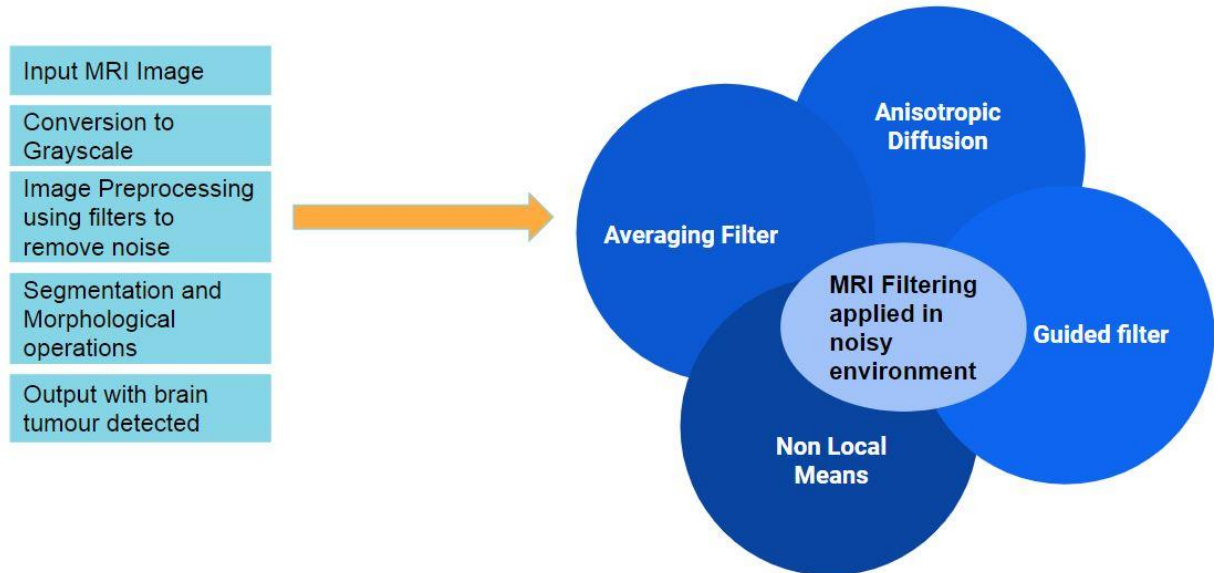 Input MRI Image
Conversion to
Grayscale
Image Preprocessing
using filters to
remove noise
Segmentation and
Morphological
operations
Output with brain
tumour detected
Anisotropic
Diffusion
Averaging Filter
MRI Filtering
applied in
noisy
environment
Guided filter
Non Local
Means